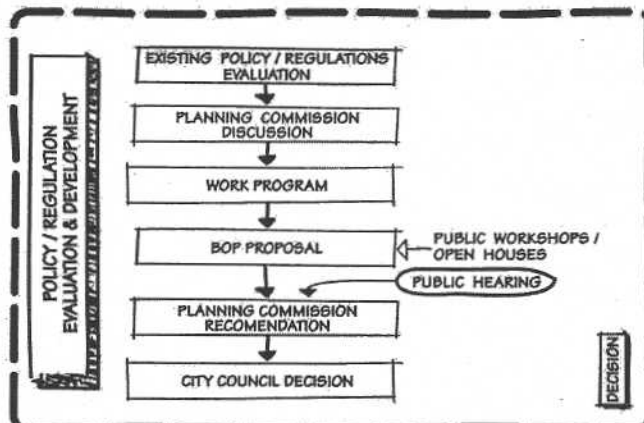 POLICY / REGULATION
EVALUATION & DEVELOPMENT
EXISTING POLICY / REGULATIONS
EVALUATION
PLANNING COMMISSION
DISCUSSION
WORK PROGRAM
BOP PROPOSAL
PUBLIC WORKSHOPS /
OPEN HOUSES
PUBLIC HEARING
PLANNING COMMISSION
RECOMENDATION
CITY COUNCIL DECISION
DECISION